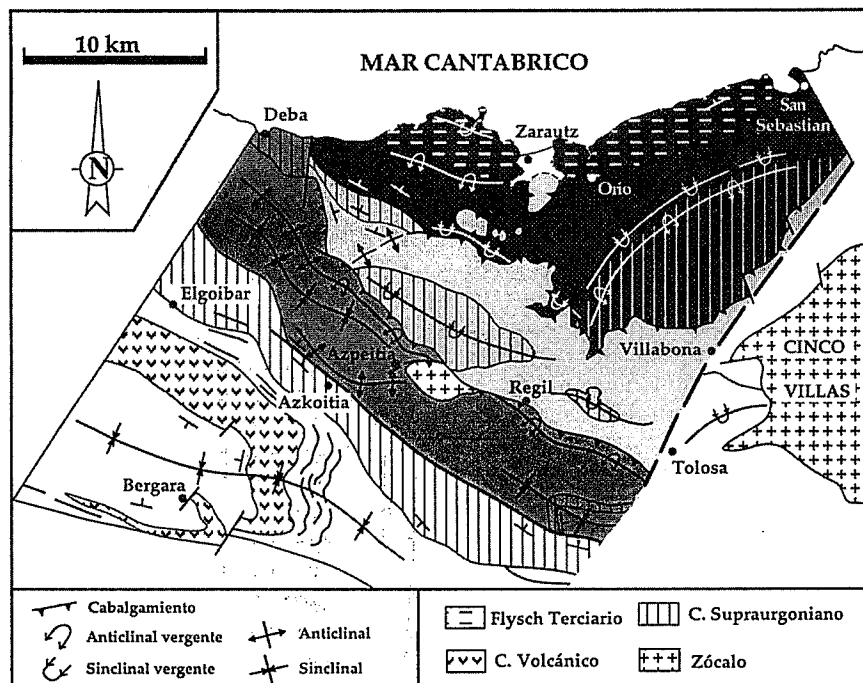 10 km
MAR CANTABRICO
N
Deba
San
Sebastian
Zarautz
Orio
Elgoibar
Azpeitia
Azkoitia
Regil
Villabona
CINCO
VILLAS
Tolosa
Bergara
Cabalgamiento
Anticlinal vergente
Anticlinal
Sinclinal vergente
Sinclinal
Flysch Terciario
C. Supraurgoniano
C. Volcánico
Zócalo